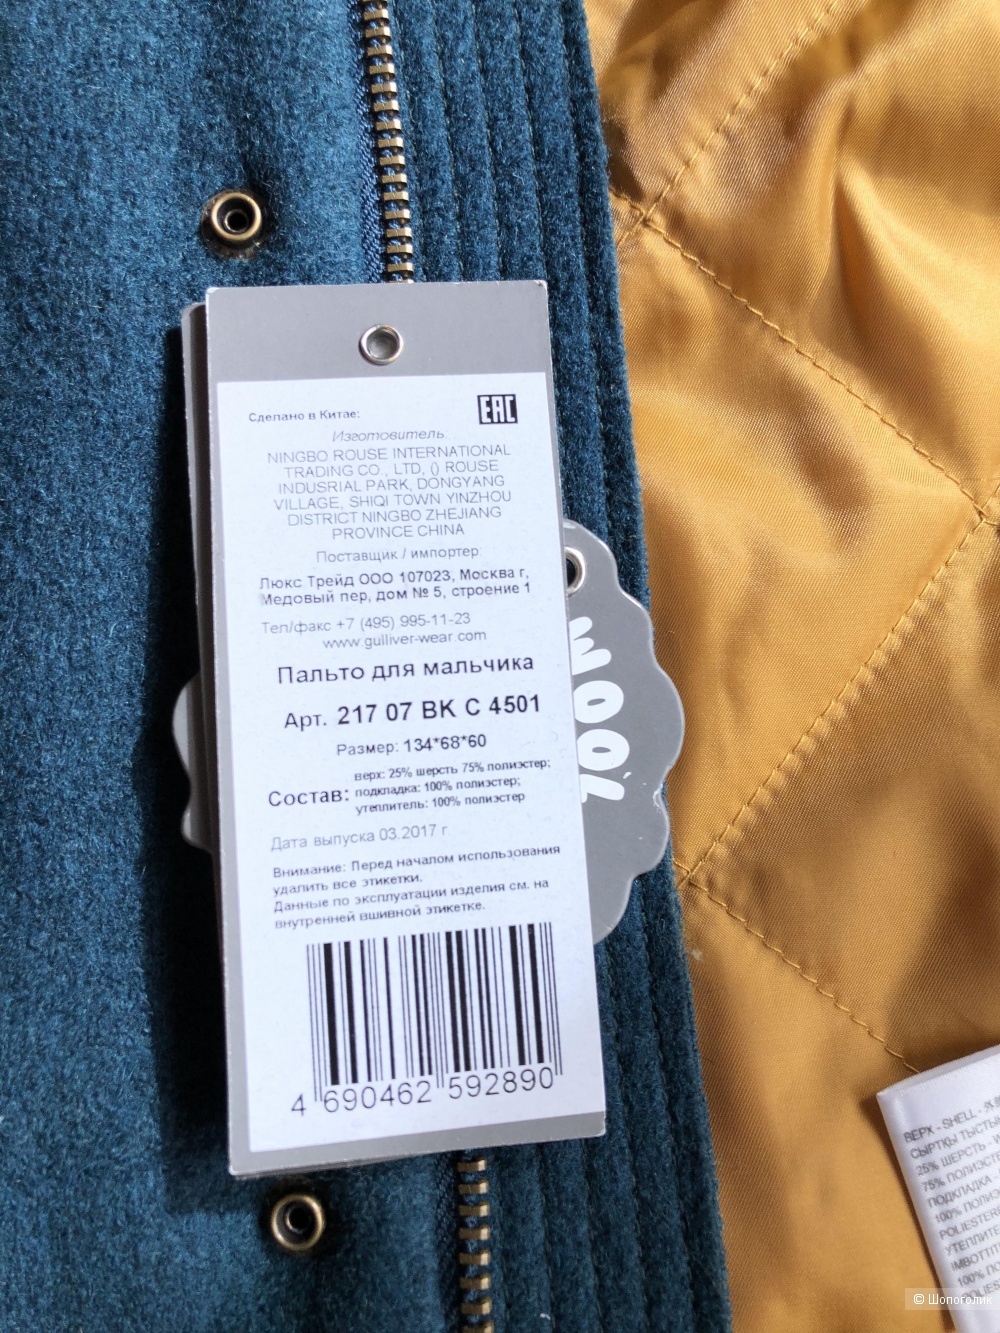 Сделано в Китае:
EAC
Изготовитель:
NINGBO ROUSE INTERNATIONAL
TRADING CO., LTD, () ROUSE
INDUSRIAL PARK, DONGYANG
VILLAGE, SHIQI TOWN YINZHOU
DISTRICT NINGBO ZHEJIANG
PROVINCE CHINA
Поставщик / импортер:
Люкс Трейд ООО 107023, Москва г,
Медовый пер, дом № 5, строение 1
Тел/факс +7 (495) 995-11-23
www.gulliver-wear.com
Пальто для мальчика
Арт. 217 07 BK C 4501
Размер: 134*68*60
Состав: верх: 25% шерсть 75% полиэстер;
подкладка: 100% полиэстер;
утеплитель: 100% полиэстер
Дата выпуска 03.2017 г
Внимание: Перед началом использования
удалить все этикетки.
Данные по эксплуатации изделия см. на
внутренней вшивной этикетке.
4 690462 592890
WOOL
ВЕРХ - SHELL -
СЫРТҚЫ
25% ШЕРСТЬ -
75%
ПОДКЛАДКА -
100%
100%
© Шопоголик